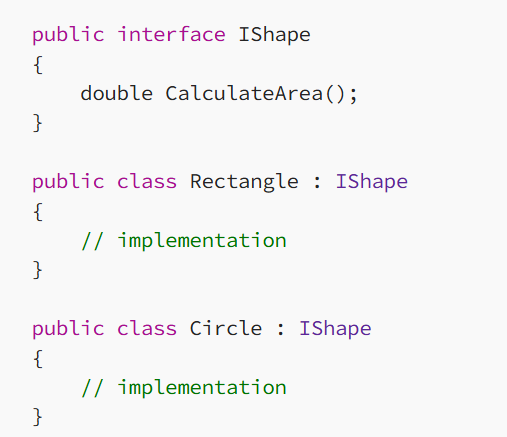 public interface IShape
{
    double CalculateArea();
}

public class Rectangle : IShape
{
    // implementation
}

public class Circle : IShape
{
    // implementation
}